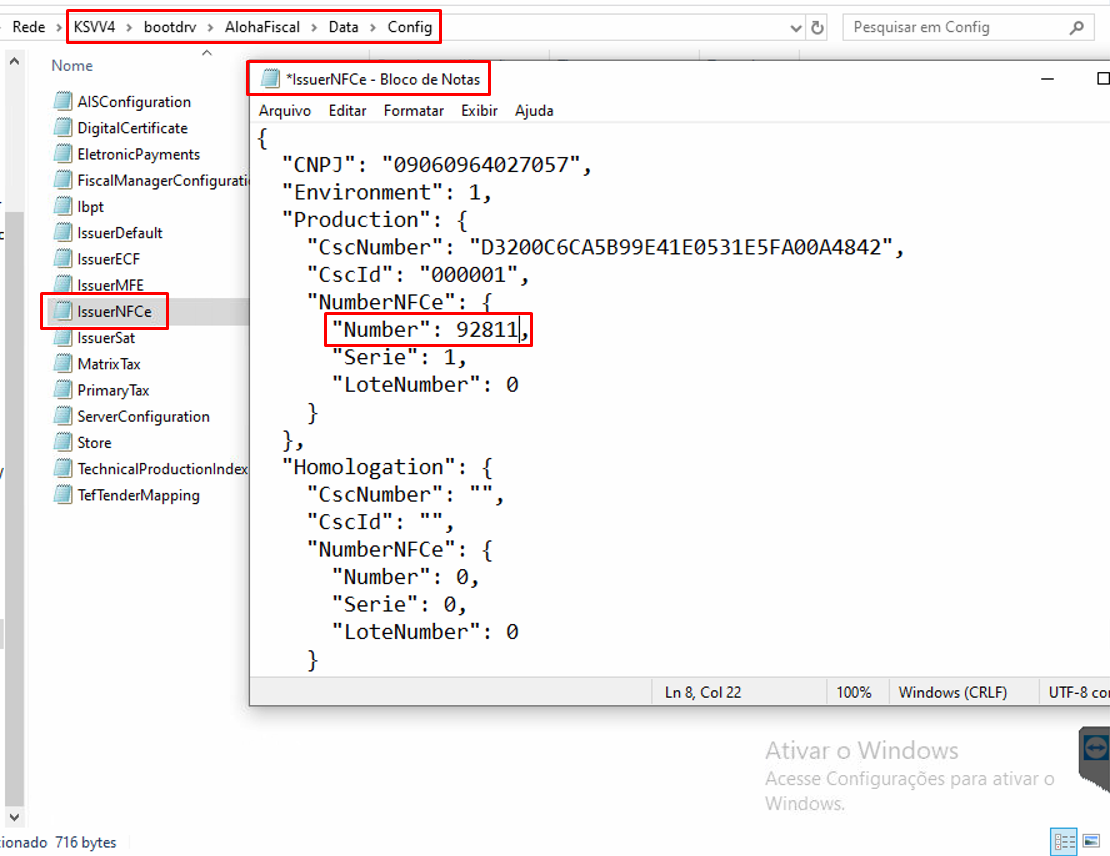 Rede > KSVV4 > bootdrv > AlohaFiscal > Data > Config
Pesquisar em Config
Nome
AISConfiguration
DigitalCertificate
EletronicPayments
FiscalManagerConfigurati
Ibpt
IssuerDefault
IssuerECF
IssuerMFE
IssuerNFCe
IssuerSat
MatrixTax
PrimaryTax
ServerConfiguration
Store
TechnicalProductionIndex
TefTenderMapping
*IssuerNFCe - Bloco de Notas
Arquivo Editar Formatar Exibir Ajuda
{
"CNPJ": "09060964027057",
"Environment": 1,
"Production": {
"CscNumber": "D3200C6CA5B99E41E0531E5FA00A4842",
"CscId": "000001",
"NumberNFCe": {
"Number": 92811,
"Serie": 1,
"LoteNumber": 0
}
},
"Homologation": {
"CscNumber": "",
"CscId": "",
"NumberNFCe": {
"Number": 0,
"Serie": 0,
"LoteNumber": 0
}
Ln 8, Col 22 100% Windows (CRLF) UTF-8 co
Ativar o Windows
Acesse Configurações para ativar o
Windows.
cionado 716 bytes